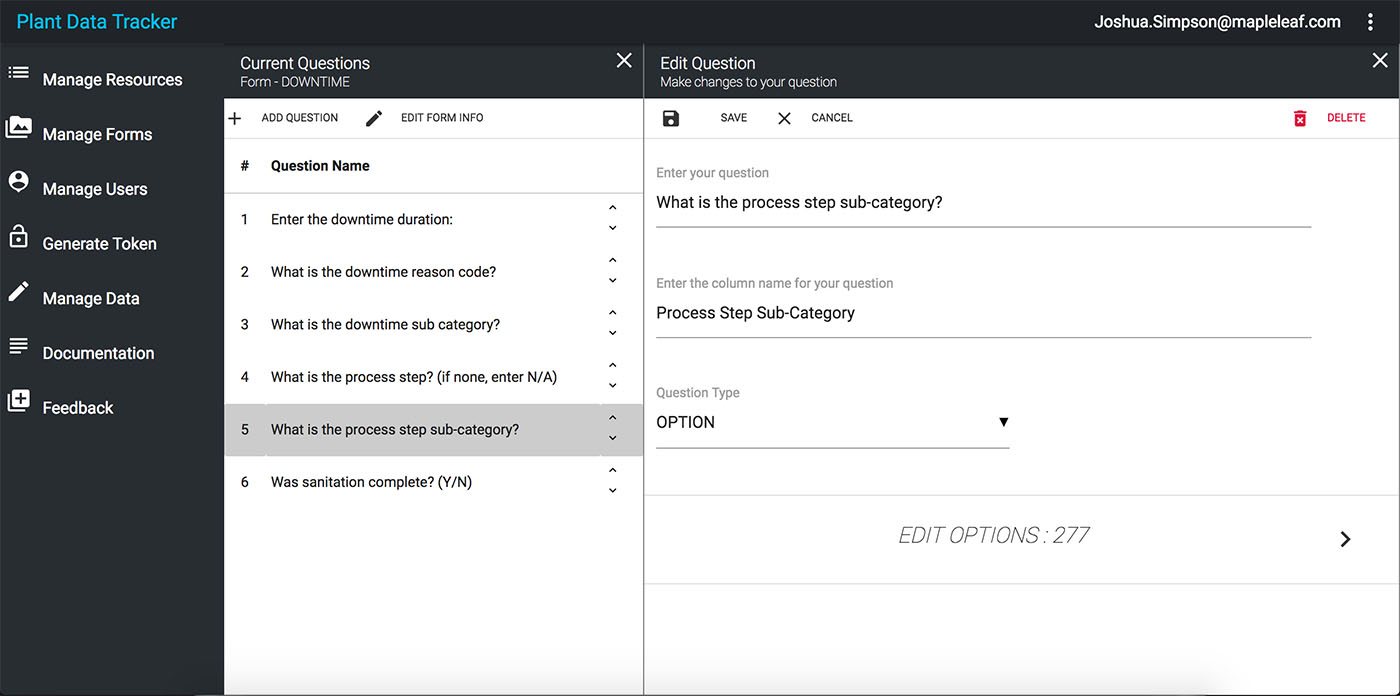 Plant Data Tracker
Joshua.Simpson@mapleleaf.com
Manage Resources
Manage Forms
Manage Users
Generate Token
Manage Data
Documentation
Feedback
Current Questions
Form - DOWNTIME
ADD QUESTION EDIT FORM INFO
# Question Name
1 Enter the downtime duration:
2 What is the downtime reason code?
3 What is the downtime sub category?
4 What is the process step? (if none, enter N/A)
5 What is the process step sub-category?
6 Was sanitation complete? (Y/N)
Edit Question
Make changes to your question
SAVE CANCEL DELETE
Enter your question
What is the process step sub-category?
Enter the column name for your question
Process Step Sub-Category
Question Type
OPTION
EDIT OPTIONS : 277